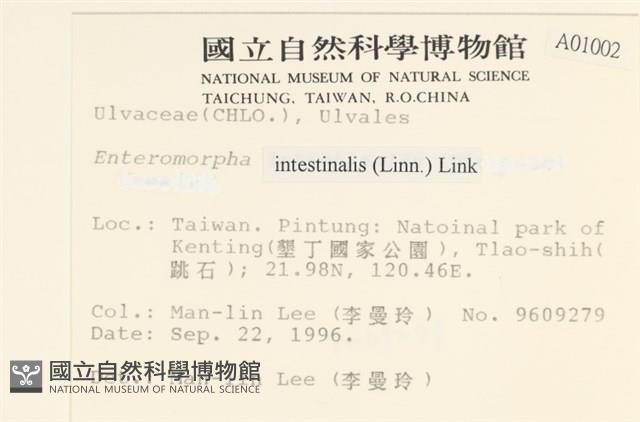 國立自然科學博物館
A01002
NATIONAL MUSEUM OF NATURAL SCIENCE
TAICHUNG, TAIWAN, R.O.CHINA
Ulvaceae(CHLO.), Ulvales
Enteromorpha intestinalis (Linn.) Link
Loc.: Taiwan. Pintung: Natoinal park of
Kenting(墾丁國家公園), Tlao-shih(
跳石); 21.98N, 120.46E.
Col.: Man-lin Lee (李曼玲) No. 9609279
Date: Sep. 22, 1996.
Lee (李曼玲)
國立自然科學博物館
NATIONAL MUSEUM OF NATURAL SCIENCE